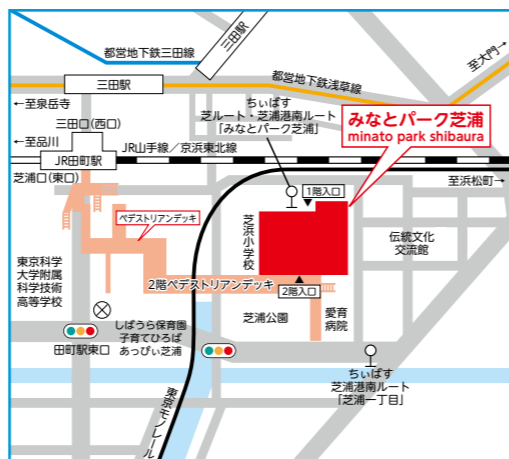 都営地下鉄三田線
三田駅
三田駅
都営地下鉄浅草線
至大門→
←至泉岳寺
三田口(西口)
←至品川
JR田町駅
JR山手線／京浜東北線
芝浦口(東口)
ちぃばす
芝ルート・芝浦港南ルート
「みなとパーク芝浦」
みなとパーク芝浦
minato park shibaura
至浜松町→
1階入口
ペデストリアンデッキ
芝浜小学校
伝統文化
交流館
東京科学
大学附属
科学技術
高等学校
2階ペデストリアンデッキ
2階入口
しばうら保育園
子育てひろば
あっぴぃ芝浦
芝浦公園
愛育
病院
田町駅東口
ちぃばす
芝浦港南ルート
「芝浦一丁目」
東京モノレール